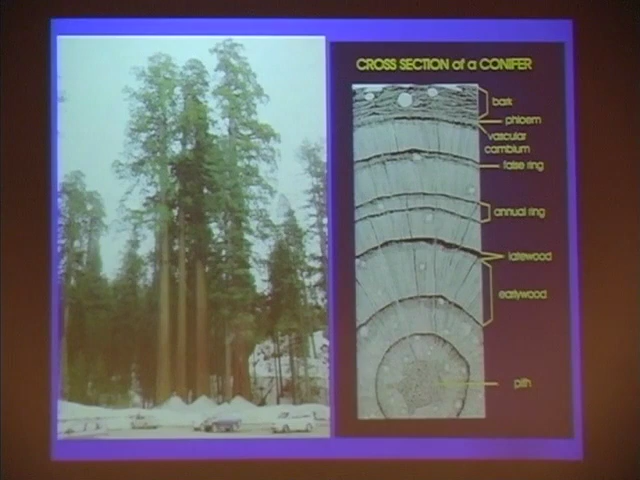 CROSS SECTION of a CONIFER
bark
phloem
vascular
cambium
false ring
annual ring
latewood
earlywood
pith